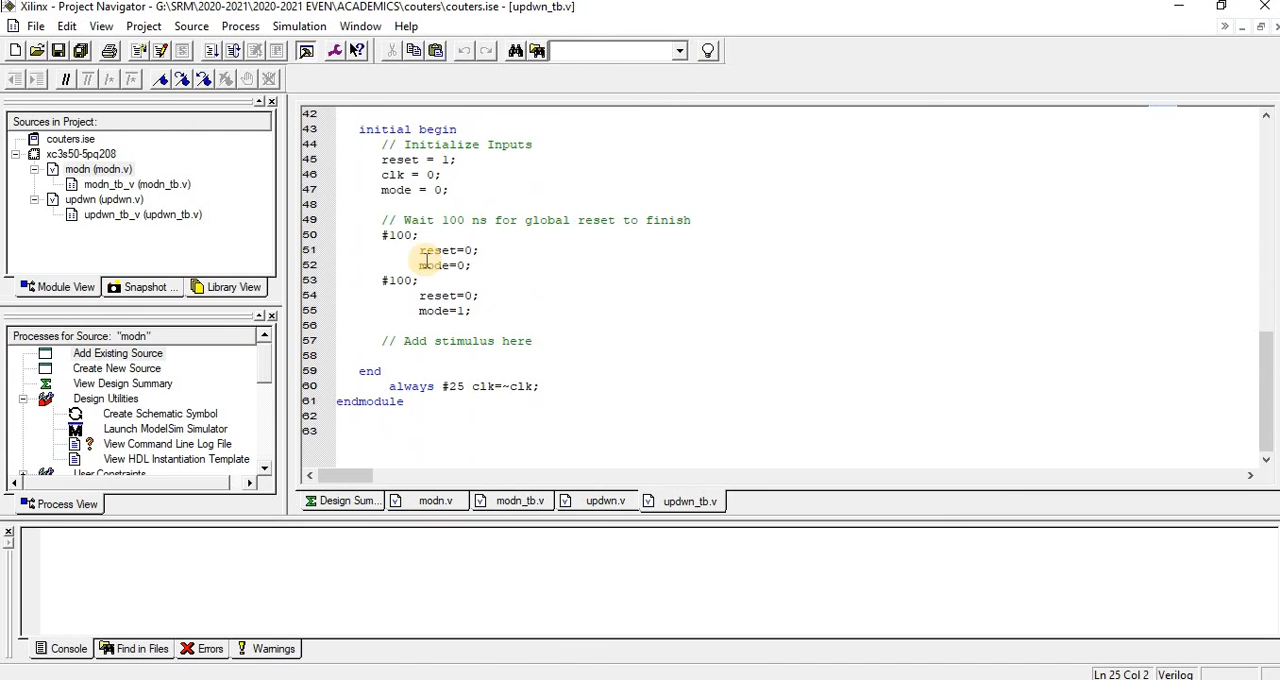 Xilinx - Project Navigator - G:\SRM\2020-2021\2020-2021 EVEN\ACADEMICS\couters\couters.ise - [updwn_tb.v]
File Edit View Project Source Process Simulation Window Help
Sources in Project:
couters.ise
xc3s50-5pq208
modn (modn.v)
modn_tb_v (modn_tb.v)
updwn (updwn.v)
updwn_tb_v (updwn_tb.v)
Module View Snapshot ... Library View
Processes for Source: "modn"
Add Existing Source
Create New Source
View Design Summary
Design Utilities
Create Schematic Symbol
Launch ModelSim Simulator
View Command Line Log File
View HDL Instantiation Template
User Constraints
Process View
42
43 initial begin
44 // Initialize Inputs
45 reset = 1;
46 clk = 0;
47 mode = 0;
48
49 // Wait 100 ns for global reset to finish
50 #100;
51 reset=0;
52 mode=0;
53 #100;
54 reset=0;
55 mode=1;
56
57 // Add stimulus here
58
59 end
60 always #25 clk=~clk;
61 endmodule
62
63
Design Sum... modn.v modn_tb.v updwn.v updwn_tb.v
Console Find in Files Errors Warnings
Ln 25 Col 2 Verilog